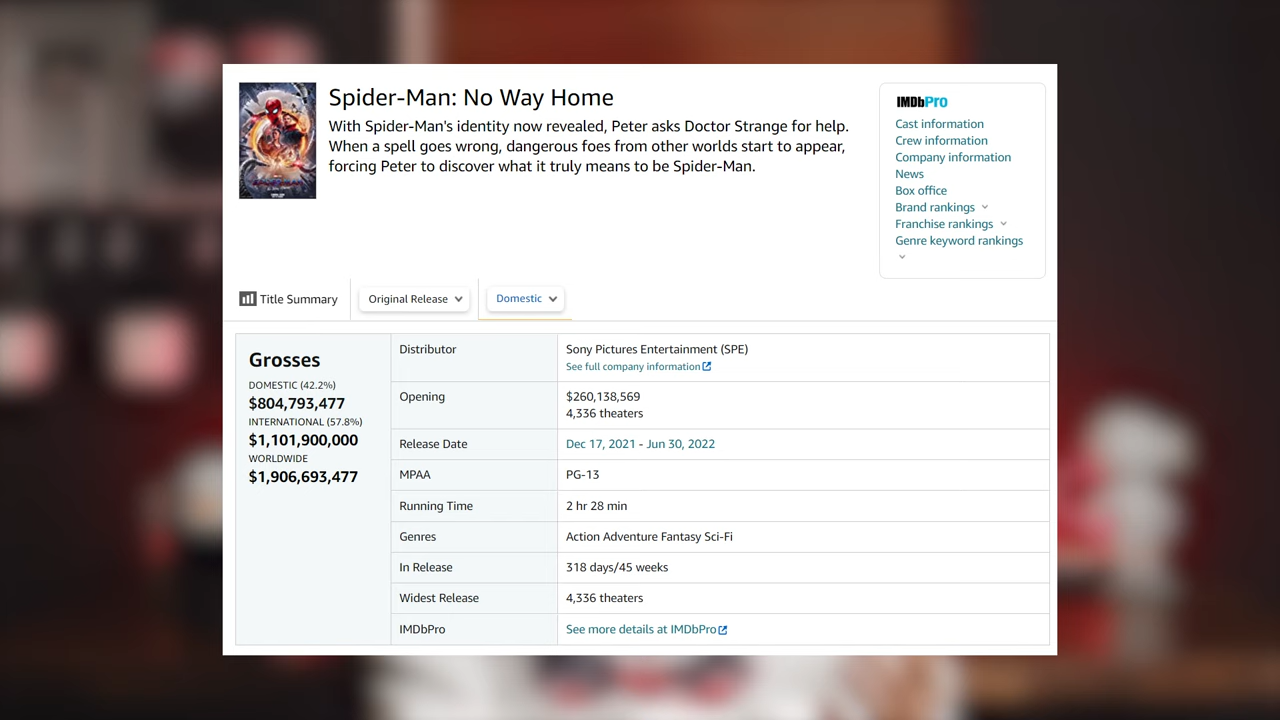 Spider-Man: No Way Home
With Spider-Man's identity now revealed, Peter asks Doctor Strange for help.
When a spell goes wrong, dangerous foes from other worlds start to appear,
forcing Peter to discover what it truly means to be Spider-Man.
IMDbPro
Cast information
Crew information
Company information
News
Box office
Brand rankings
Franchise rankings
Genre keyword rankings
Title Summary
Original Release
Domestic
Grosses
DOMESTIC (42.2%)
$804,793,477
INTERNATIONAL (57.8%)
$1,101,900,000
WORLDWIDE
$1,906,693,477
Distributor
Sony Pictures Entertainment (SPE)
See full company information
Opening
$260,138,569
4,336 theaters
Release Date
Dec 17, 2021 - Jun 30, 2022
MPAA
PG-13
Running Time
2 hr 28 min
Genres
Action Adventure Fantasy Sci-Fi
In Release
318 days/45 weeks
Widest Release
4,336 theaters
IMDbPro
See more details at IMDbPro